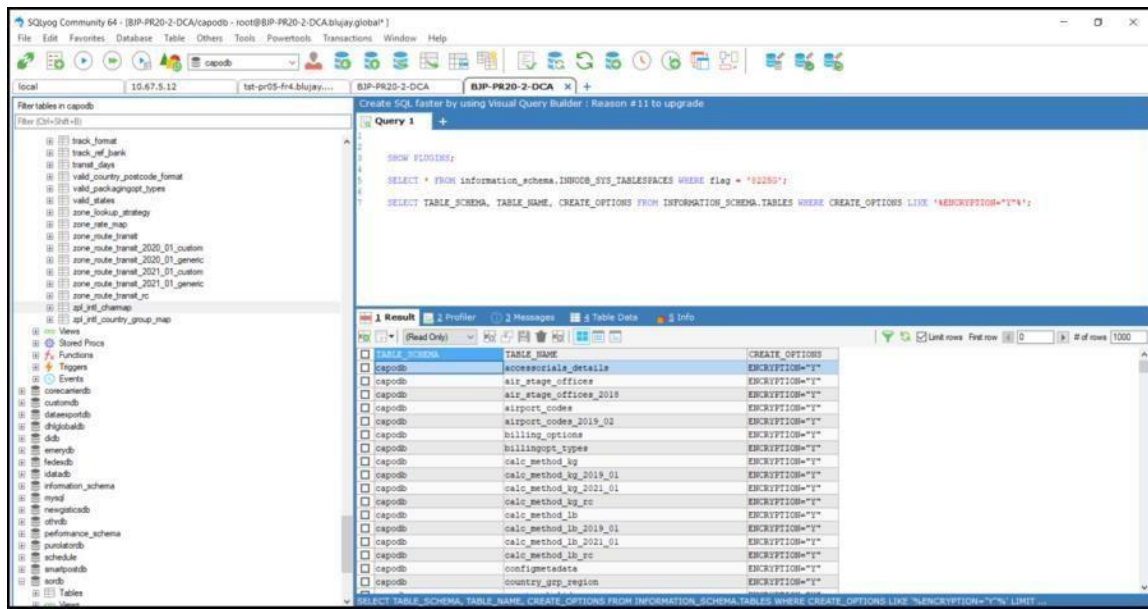 SQLyog Community 64 - [BJP-PR20-2-DCA/capodb - root@BJP-PR20-2-DCA.blujay.global* ]
File Edit Favorites Database Table Others Tools Powertools Transactions Window Help
capodb
local 10.67.5.12 tst-pr05-fr4.blujay.... BJP-PR20-2-DCA BJP-PR20-2-DCA × +
Filter tables in capodb
Filter (Ctrl+Shift+B)
track_format
track_ref_bank
transit_days
valid_country_postcode_format
valid_packagingopt_types
valid_states
zone_lookup_strategy
zone_rate_map
zone_route_transit
zone_route_transit_2020_01_custom
zone_route_transit_2020_01_generic
zone_route_transit_2021_01_custom
zone_route_transit_2021_01_generic
zone_route_transit_rc
zpl_intl_charmap
zpl_intl_country_group_map
Views
Stored Procs
Functions
Triggers
Events
corecarrierdb
customdb
dataexportdb
dhlglobaldb
didb
emerydb
fedexdb
idatadb
information_schema
mysql
newgisticsdb
othrdb
performance_schema
purolatordb
schedule
smartpostdb
sordb
Tables
Views
Create SQL faster by using Visual Query Builder : Reason #11 to upgrade
Query 1 +
SHOW PLUGINS;
SELECT * FROM information_schema.INNODB_SYS_TABLESPACES WHERE flag = '8225G';
SELECT TABLE_SCHEMA, TABLE_NAME, CREATE_OPTIONS FROM INFORMATION_SCHEMA.TABLES WHERE CREATE_OPTIONS LIKE '%ENCRYPTION="Y"%';
1 Result 2 Profiler 3 Messages 4 Table Data 5 Info
(Read Only) Limit rows First row 0 # of rows 1000
TABLE_SCHEMA TABLE_NAME CREATE_OPTIONS
capodb accessorials_details ENCRYPTION="Y"
capodb air_stage_offices ENCRYPTION="Y"
capodb air_stage_offices_2018 ENCRYPTION="Y"
capodb airport_codes ENCRYPTION="Y"
capodb airport_codes_2019_02 ENCRYPTION="Y"
capodb billing_options ENCRYPTION="Y"
capodb billingopt_types ENCRYPTION="Y"
capodb calc_method_kg ENCRYPTION="Y"
capodb calc_method_kg_2019_01 ENCRYPTION="Y"
capodb calc_method_kg_2021_01 ENCRYPTION="Y"
capodb calc_method_kg_rc ENCRYPTION="Y"
capodb calc_method_lb ENCRYPTION="Y"
capodb calc_method_lb_2019_01 ENCRYPTION="Y"
capodb calc_method_lb_2021_01 ENCRYPTION="Y"
capodb calc_method_lb_rc ENCRYPTION="Y"
capodb configmetadata ENCRYPTION="Y"
capodb country_grp_region ENCRYPTION="Y"
SELECT TABLE_SCHEMA, TABLE_NAME, CREATE_OPTIONS FROM INFORMATION_SCHEMA.TABLES WHERE CREATE_OPTIONS LIKE '%ENCRYPTION="Y"%' LIMIT ...